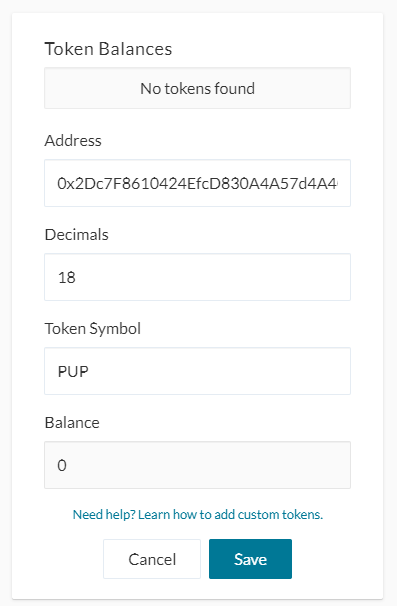 Token Balances
No tokens found
Address
0x2Dc7F8610424EfcD830A4A57d4A4
Decimals
18
Token Symbol
PUP
Balance
0
Need help? Learn how to add custom tokens.
Cancel
Save